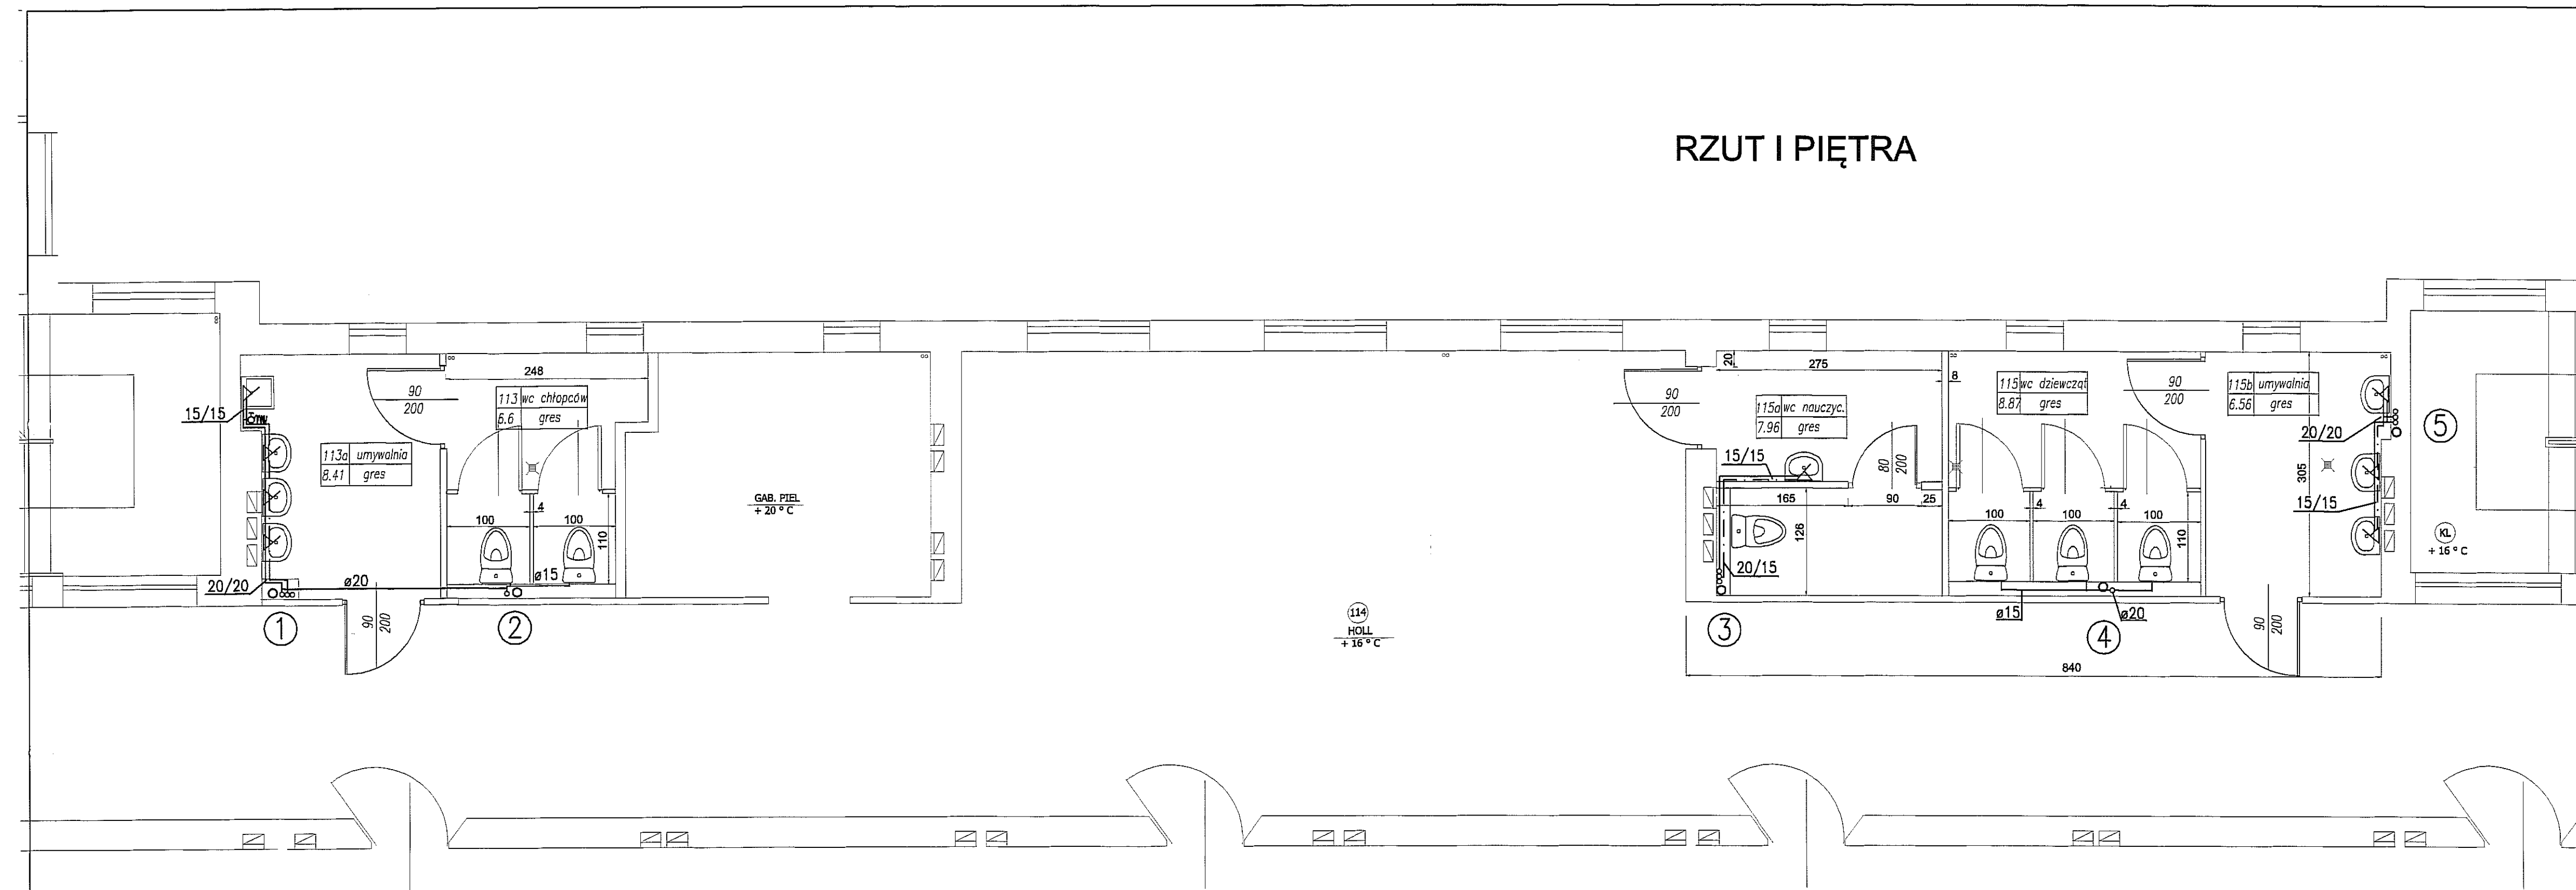 RZUT I PIĘTRA
248
20
275
8
90
200
113 wc chłopców
6.6 gres
15/15
113a umywalnia
8.41 gres
100
4
100
110
ø20
ø15
20/20
90
200
1
2
GAB. PIEL
+ 20 ° C
114
HOLL
+ 16 ° C
90
200
115a wc nauczyc.
7.96 gres
15/15
80
200
165
90
25
126
20/15
3
115 wc dziewcząt
8.87 gres
90
200
115b umywalnia
6.56 gres
100
4
100
4
100
110
305
20/20
15/15
ø15
ø20
4
90
200
840
5
KL
+ 16 ° C